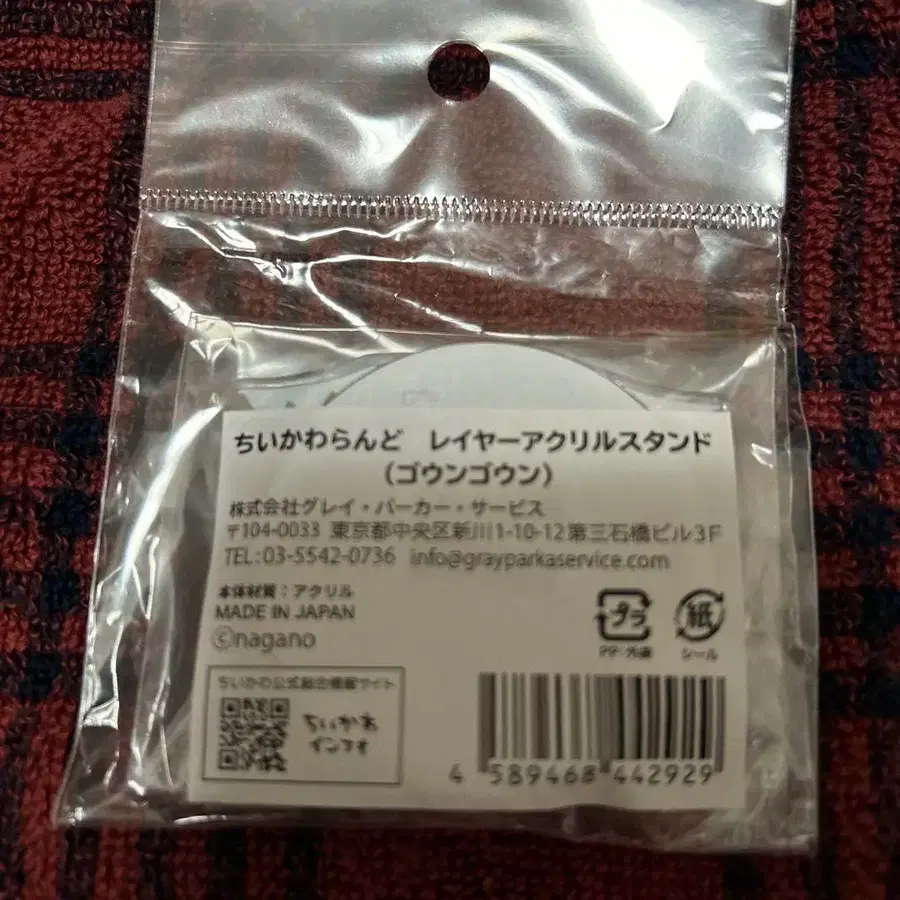 ちいかわらんど　レイヤーアクリルスタンド
（ゴウンゴウン）
株式会社グレイ・パーカー・サービス
〒104-0033 東京都中央区新川1-10-12第三石橋ビル3F
TEL:03-5542-0736 info@grayparkaservice.com
本体材質：アクリル
MADE IN JAPAN
©nagano
プラ
PP:外装
紙
シール
ちいかわ公式総合情報サイト
ちいかわ
インフォ
4 589468 442929